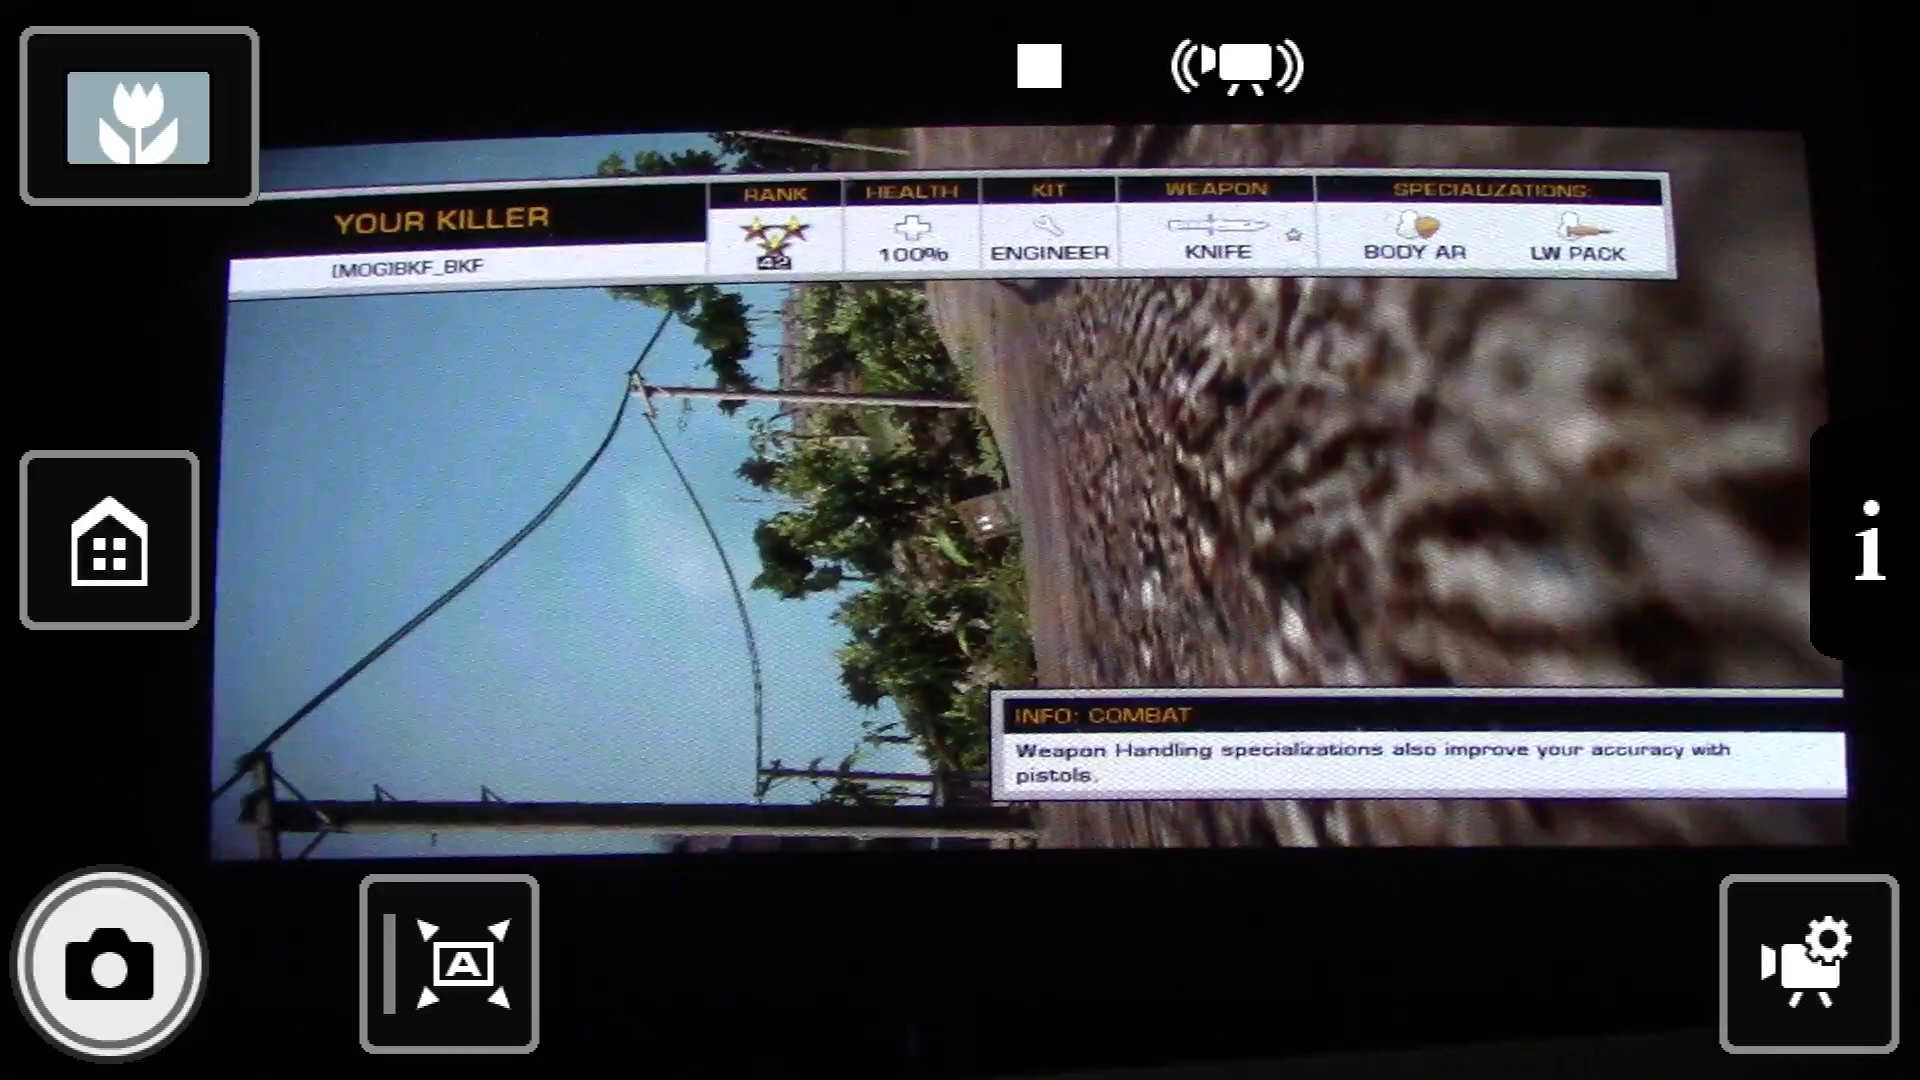 YOUR KILLER
[MOG]BKF_BKF
RANK
42
HEALTH
100%
KIT
ENGINEER
WEAPON
KNIFE
SPECIALIZATIONS:
BODY AR
LW PACK
INFO: COMBAT
Weapon Handling specializations also improve your accuracy with
pistols.
i
A